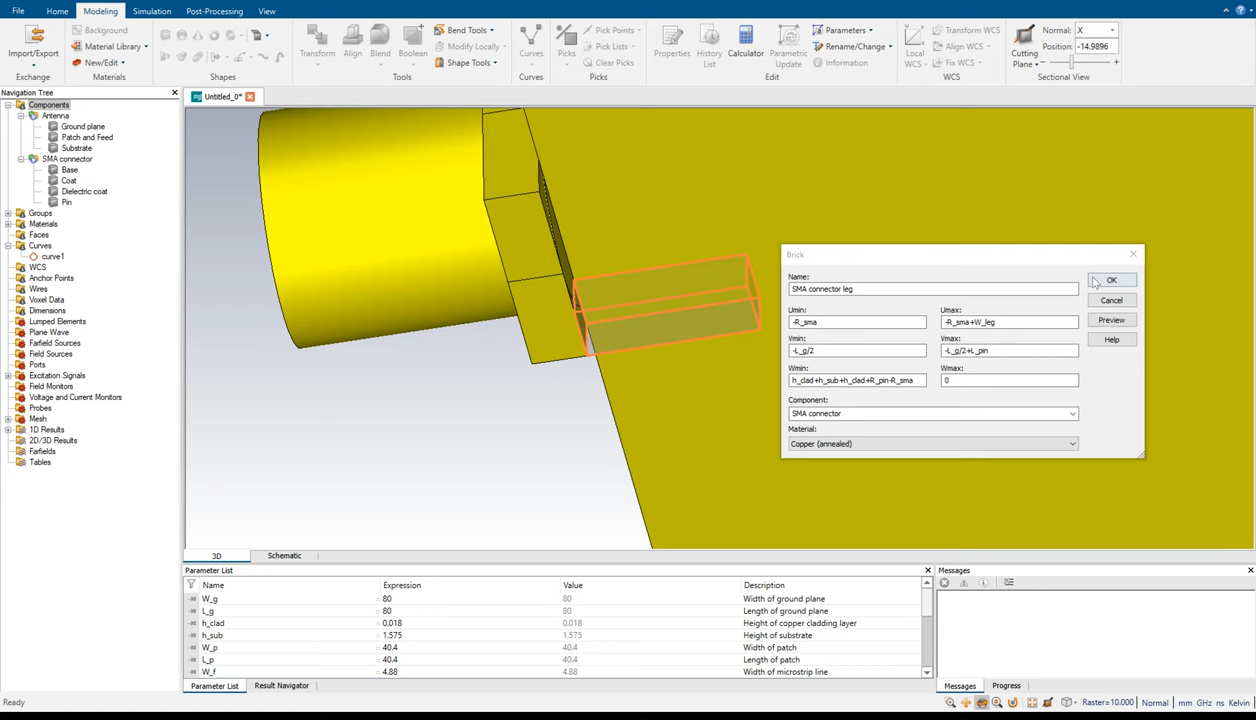 File Home Modeling Simulation Post-Processing View
Background
Material Library
New/Edit
Import/Export
Exchange
Materials
Shapes
Transform Align Blend Boolean
Bend Tools
Modify Locally
Shape Tools
Tools
Curves
Curves
Picks
Pick Points
Pick Lists
Clear Picks
Picks
Properties History List Calculator Parametric Update
Parameters
Rename/Change
Information
Edit
Local WCS
Transform WCS
Align WCS
Fix WCS
WCS
Cutting Plane
Normal: X
Position: -14.9896
Sectional View
Navigation Tree
Untitled_0*
Components
Antenna
Ground plane
Patch and Feed
Substrate
SMA connector
Base
Coat
Dielectric coat
Pin
Groups
Materials
Faces
Curves
curve1
WCS
Anchor Points
Wires
Voxel Data
Dimensions
Lumped Elements
Plane Wave
Farfield Sources
Field Sources
Ports
Excitation Signals
Field Monitors
Voltage and Current Monitors
Probes
Mesh
1D Results
2D/3D Results
Farfields
Tables
Brick
Name:
SMA connector leg
OK
Cancel
Preview
Help
Umin: Umax:
-R_sma -R_sma+W_leg
Vmin: Vmax:
-L_g/2 -L_g/2+L_pin
Wmin: Wmax:
h_clad+h_sub+h_clad+R_pin-R_sma 0
Component:
SMA connector
Material:
Copper (annealed)
3D Schematic
Parameter List
Name Expression Value Description
W_g = 80 80 Width of ground plane
L_g = 80 80 Length of ground plane
h_clad = 0.018 0.018 Height of copper cladding layer
h_sub = 1.575 1.575 Height of substrate
W_p = 40.4 40.4 Width of patch
L_p = 40.4 40.4 Length of patch
W_f = 4.88 4.88 Width of microstrip line
Parameter List Result Navigator
Messages
Messages Progress
Ready
Raster=10.000 Normal mm GHz ns Kelvin